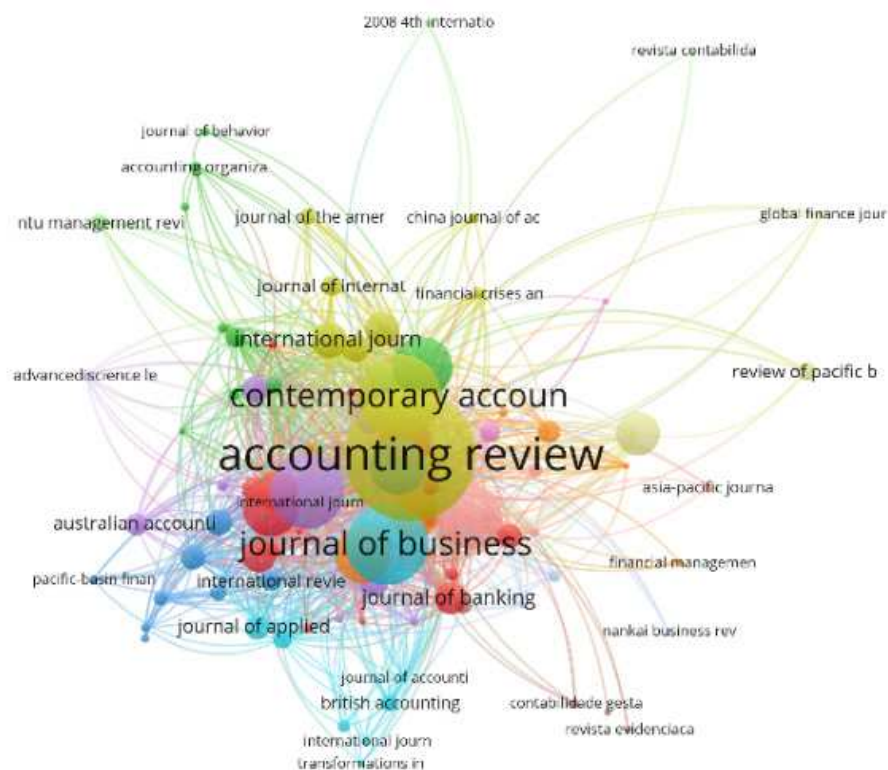 2008 4th internatio
revista contabilida
journal of behavior
accounting organiza
ntu management revi
journal of the amer
china journal of ac
global finance jour
journal of internat
financial crises an
international journ
advanced science le
review of pacific b
contemporary accoun
accounting review
asia-pacific journa
international journ
australian accounti
journal of business
financial managemen
pacific-basin finan
international revie
journal of banking
journal of applied
nankai business rev
journal of accounti
british accounting
contabilidade gesta
revista evidenciaca
international journ
transformations in